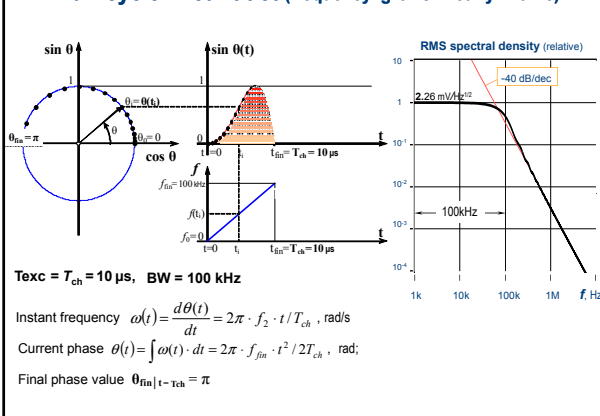 sin θ
1
θᵢ= θ(tᵢ)
θfin = π
θ
θ₀= 0
cos θ
sin θ(t)
1
0
t=0
tᵢ
t
tfin= Tch = 10 µs
f
ffin=100 kHz
f(tᵢ)
f₀=0
t=0
tᵢ
t
tfin=Tch=10 µs
RMS spectral density (relative)
10
1
10⁻¹
10⁻²
10⁻³
10⁻⁴
-40 dB/dec
2.26 mV/Hz¹ᐟ²
100kHz
1k 10k 100k 1M f, Hz
Texc = Tch = 10 µs, BW = 100 kHz
Instant frequency ω(t) = dθ(t)/dt = 2π · f₂ · t / Tch , rad/s
Current phase θ(t) = ∫ ω(t) · dt = 2π · ffin · t² / 2Tch , rad;
Final phase value θfin | t – Tch = π